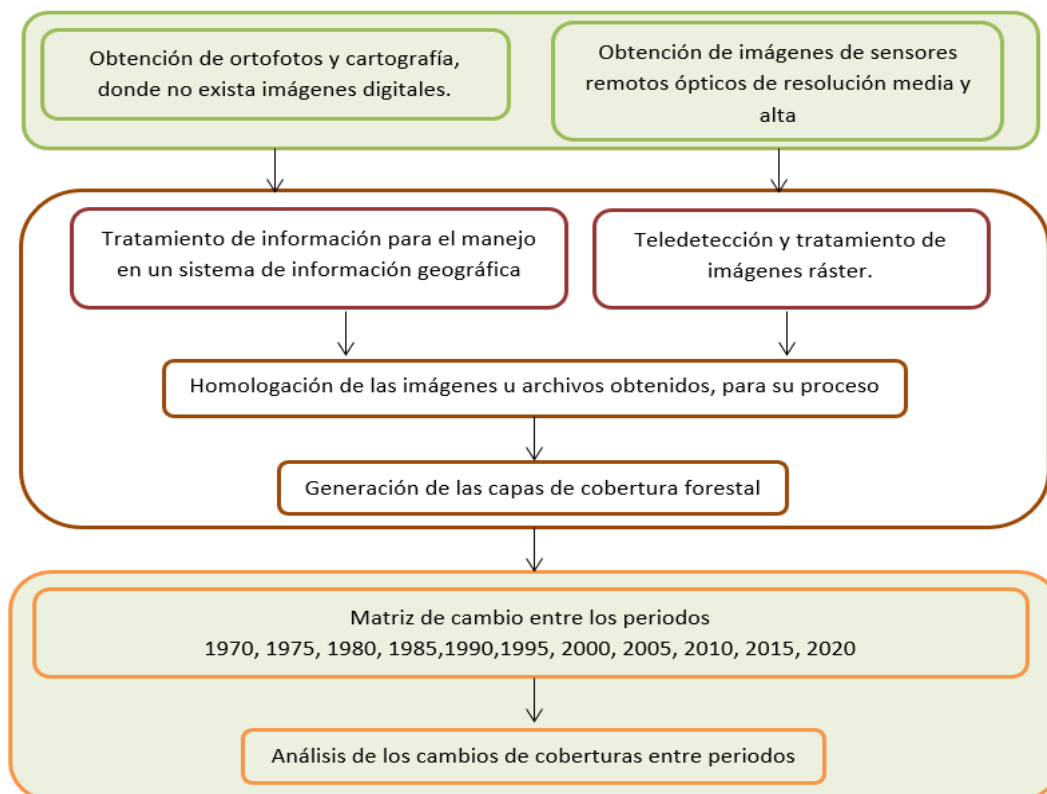 Obtención de ortofotos y cartografía,
donde no exista imágenes digitales.
Obtención de imágenes de sensores
remotos ópticos de resolución media y
alta
Tratamiento de información para el manejo
en un sistema de información geográfica
Teledetección y tratamiento de
imágenes ráster.
Homologación de las imágenes u archivos obtenidos, para su proceso
Generación de las capas de cobertura forestal
Matriz de cambio entre los periodos
1970, 1975, 1980, 1985,1990,1995, 2000, 2005, 2010, 2015, 2020
Análisis de los cambios de coberturas entre periodos